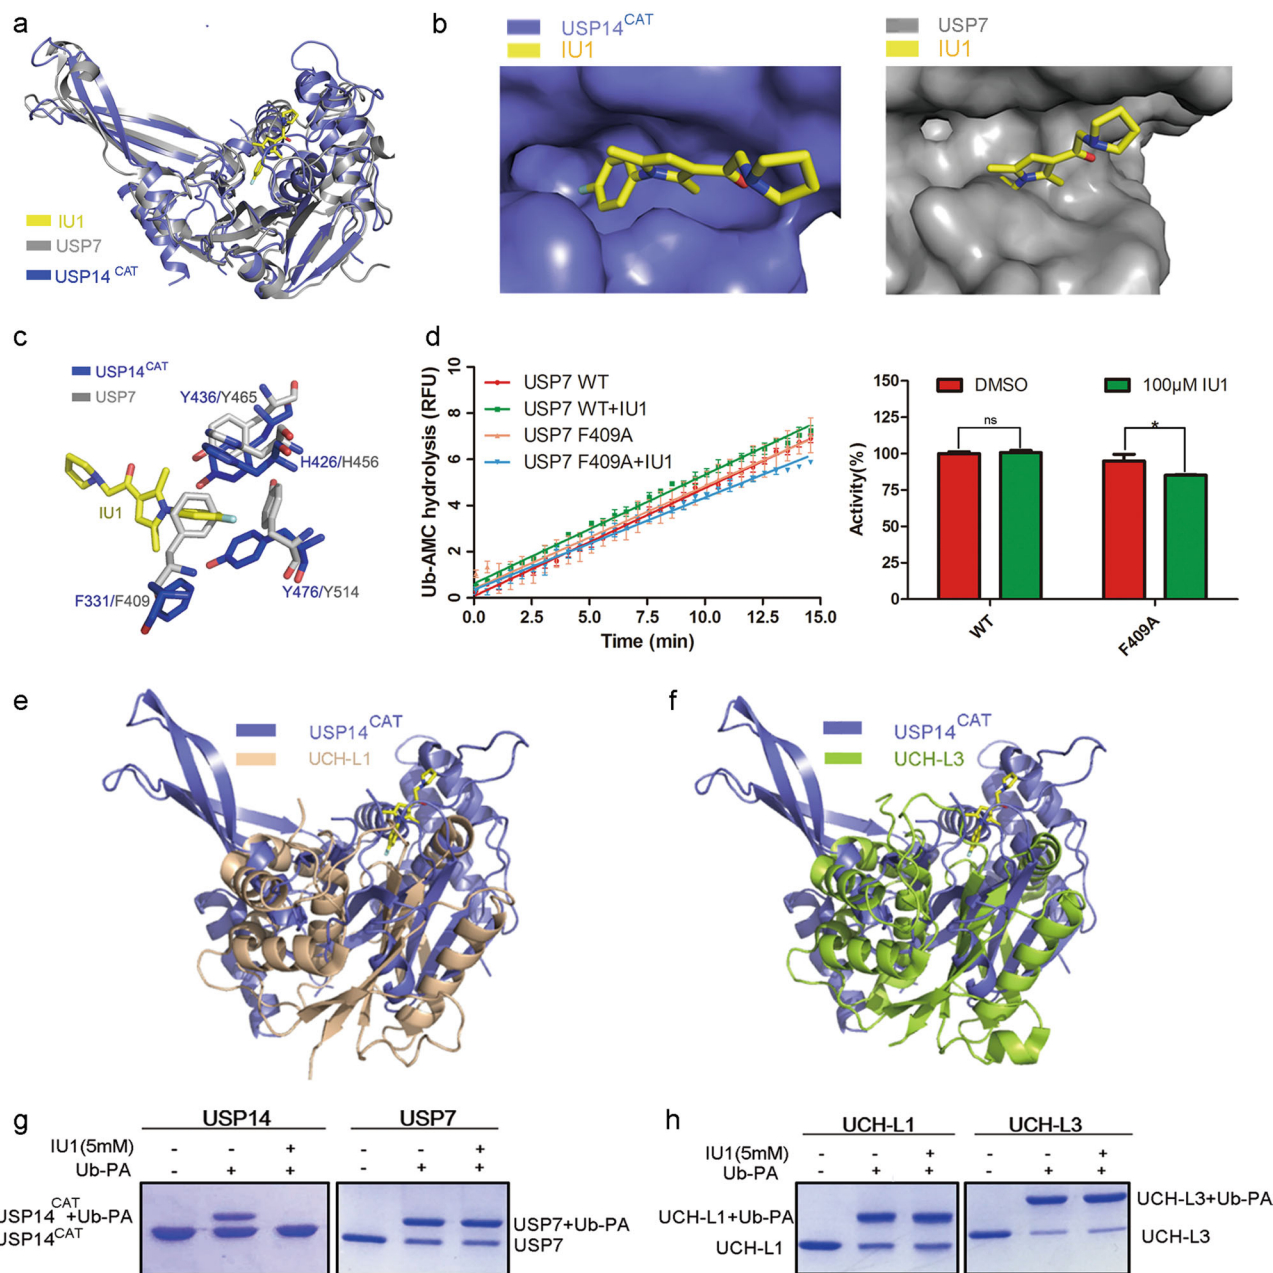 a
IU1
USP7
USP14 CAT
b
USP14CAT
IU1
USP7
IU1
c
USP14CAT
USP7
Y436/Y465
H426/H456
IU1
F331/F409
Y476/Y514
d
Ub-AMC hydrolysis (RFU)
10
8
6
4
2
0
USP7 WT
USP7 WT+IU1
USP7 F409A
USP7 F409A+IU1
0.0 2.5 5.0 7.5 10.0 12.5 15.0
Time (min)
Activity(%)
150
125
100
75
50
25
0
DMSO 100μM IU1
ns
*
WT F409A
e
USP14CAT
UCH-L1
f
USP14CAT
UCH-L3
g
USP14 USP7
IU1(5mM) - - + - - +
Ub-PA - + + - + +
USP14CAT+Ub-PA
USP14CAT
USP7+Ub-PA
USP7
h
UCH-L1 UCH-L3
IU1(5mM) - - + - - +
Ub-PA - + + - + +
UCH-L1+Ub-PA
UCH-L1
UCH-L3+Ub-PA
UCH-L3